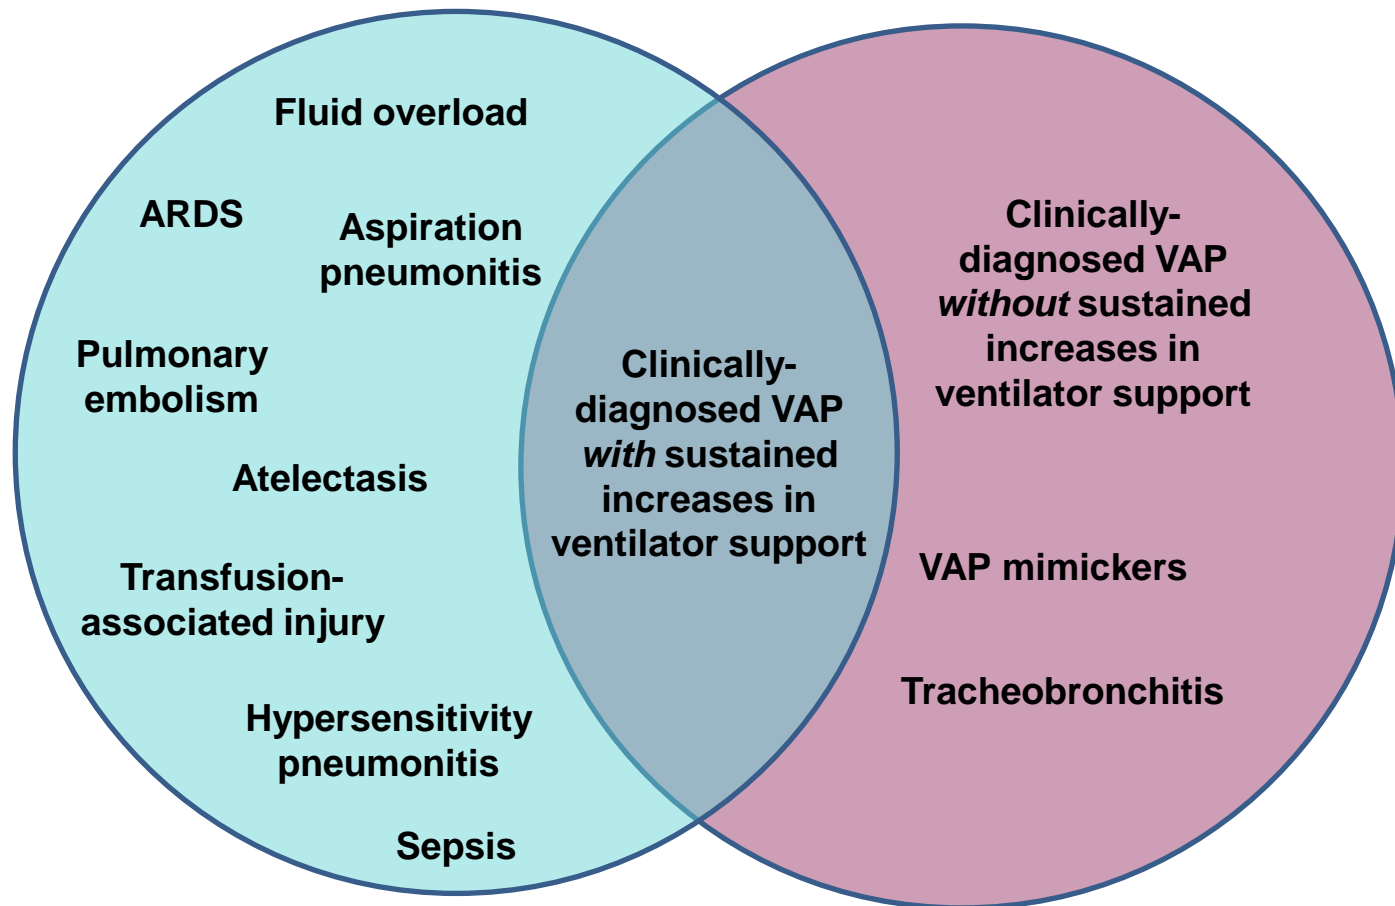 Fluid overload
ARDS
Aspiration
pneumonitis
Pulmonary
embolism
Atelectasis
Transfusion-
associated injury
Hypersensitivity
pneumonitis
Sepsis
Clinically-
diagnosed VAP
with sustained
increases in
ventilator support
Clinically-
diagnosed VAP
without sustained
increases in
ventilator support
VAP mimickers
Tracheobronchitis